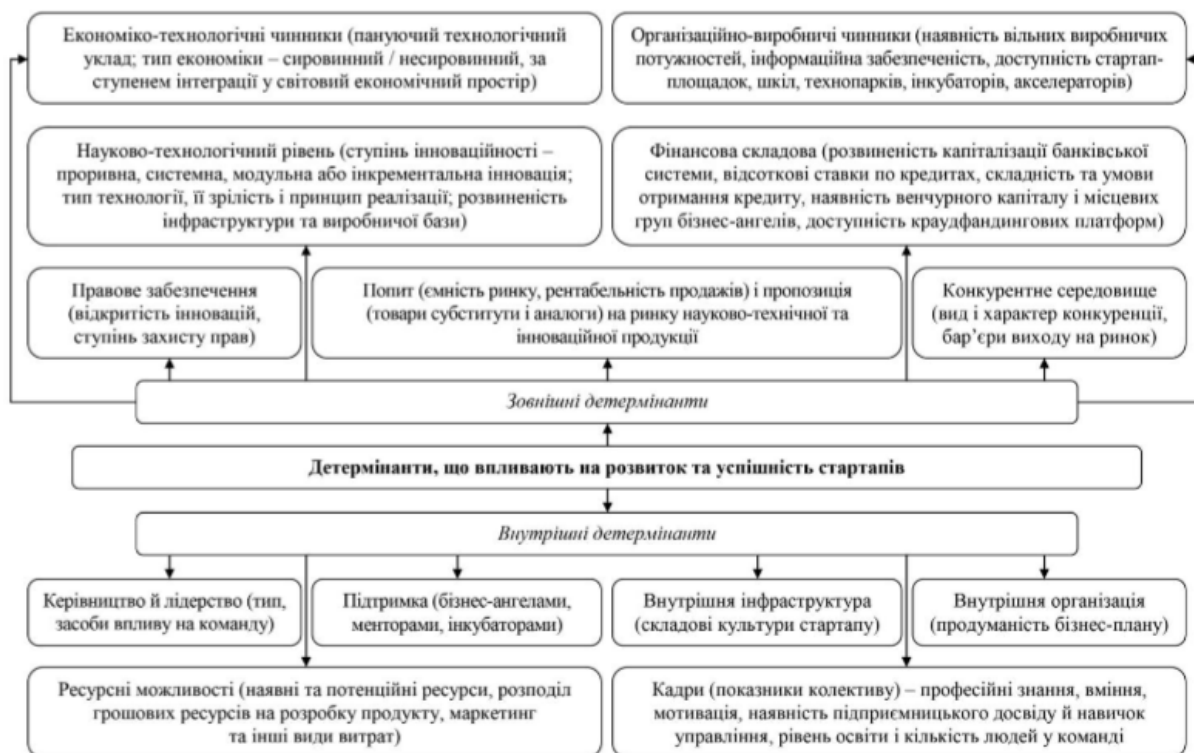 Економіко-технологічні чинники (пануючий технологічний
уклад; тип економіки – сировинний / несировинний, за
ступенем інтеграції у світовий економічний простір)
Організаційно-виробничі чинники (наявність вільних виробничих
потужностей, інформаційна забезпеченість, доступність стартап-
площадок, шкіл, технопарків, інкубаторів, акселераторів)
Науково-технологічний рівень (ступінь інноваційності –
проривна, системна, модульна або інкрементальна інновація;
тип технології, її зрілість і принцип реалізації; розвиненість
інфраструктури та виробничої бази)
Фінансова складова (розвиненість капіталізації банківської
системи, відсоткові ставки по кредитах, складність та умови
отримання кредиту, наявність венчурного капіталу і місцевих
груп бізнес-ангелів, доступність краудфандингових платформ)
Правове забезпечення
(відкритість інновацій,
ступінь захисту прав)
Попит (ємність ринку, рентабельність продажів) і пропозиція
(товари субститути і аналоги) на ринку науково-технічної та
інноваційної продукції
Конкурентне середовище
(вид і характер конкуренції,
бар’єри виходу на ринок)
Зовнішні детермінанти
Детермінанти, що впливають на розвиток та успішність стартапів
Внутрішні детермінанти
Керівництво й лідерство (тип,
засоби впливу на команду)
Підтримка (бізнес-ангелами,
менторами, інкубаторами)
Внутрішня інфраструктура
(складові культури стартапу)
Внутрішня організація
(продуманість бізнес-плану)
Ресурсні можливості (наявні та потенційні ресурси, розподіл
грошових ресурсів на розробку продукту, маркетинг
та інші види витрат)
Кадри (показники колективу) – професійні знання, вміння,
мотивація, наявність підприємницького досвіду й навичок
управління, рівень освіти і кількість людей у команді